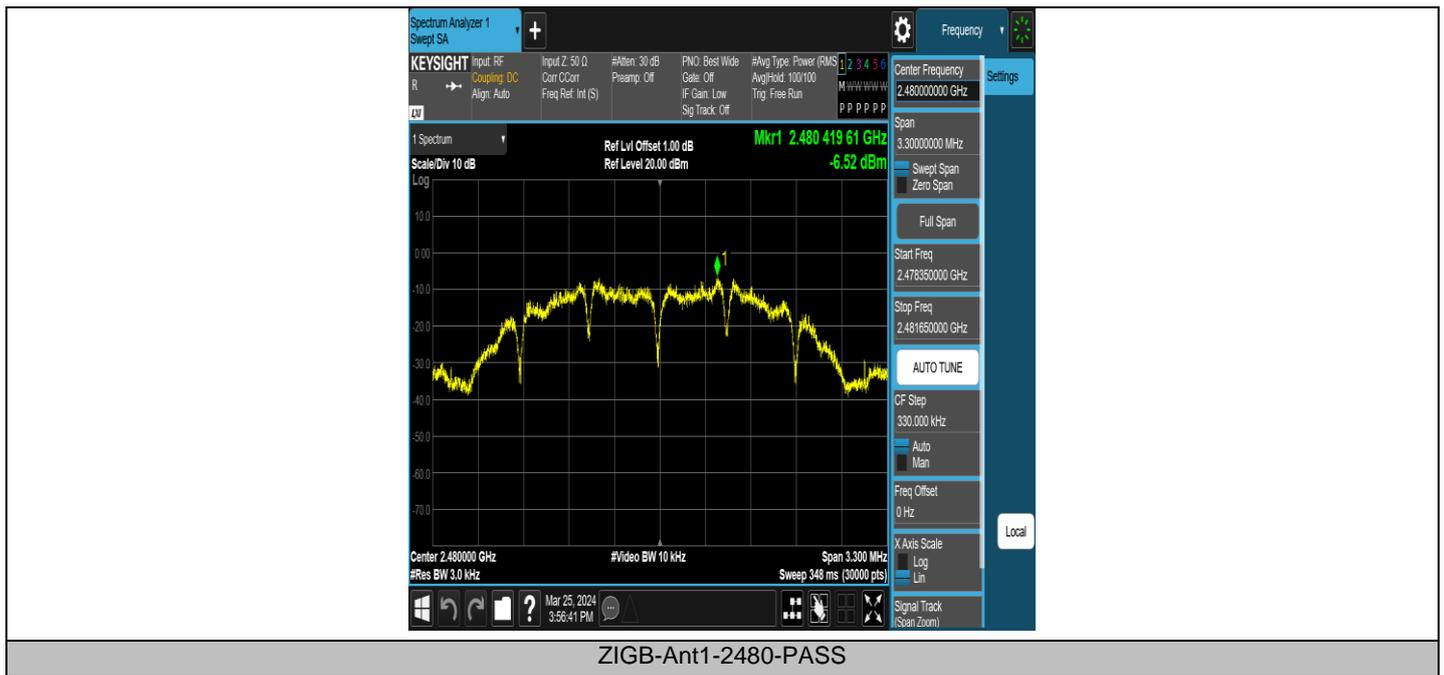 Spectrum Analyzer 1
Swept SA
+
Frequency
KEYSIGHT
R
LXI
Input: RF
Coupling: DC
Align: Auto
Input Z: 50 Ω
Corr CCorr
Freq Ref: Int (S)
#Atten: 30 dB
Preamp: Off
PNO: Best Wide
Gate: Off
IF Gain: Low
Sig Track: Off
#Avg Type: Power (RMS
Avg|Hold: 100/100
Trig: Free Run
1 2 3 4 5 6
M W W W W W
P P P P P P
Center Frequency
2.480000000 GHz
Settings
Span
3.30000000 MHz
Swept Span
Zero Span
Full Span
Start Freq
2.478350000 GHz
Stop Freq
2.481650000 GHz
AUTO TUNE
CF Step
330.000 kHz
Auto
Man
Freq Offset
0 Hz
X Axis Scale
Log
Lin
Local
Signal Track
(Span Zoom)
1 Spectrum
Scale/Div 10 dB
Log
Ref Lvl Offset 1.00 dB
Ref Level 20.00 dBm
Mkr1 2.480 419 61 GHz
-6.52 dBm
10.0
0.00
1
-10.0
-20.0
-30.0
-40.0
-50.0
-60.0
-70.0
Center 2.480000 GHz
#Video BW 10 kHz
Span 3.300 MHz
#Res BW 3.0 kHz
Sweep 348 ms (30000 pts)
?
Mar 25, 2024
3:56:41 PM
ZIGB-Ant1-2480-PASS